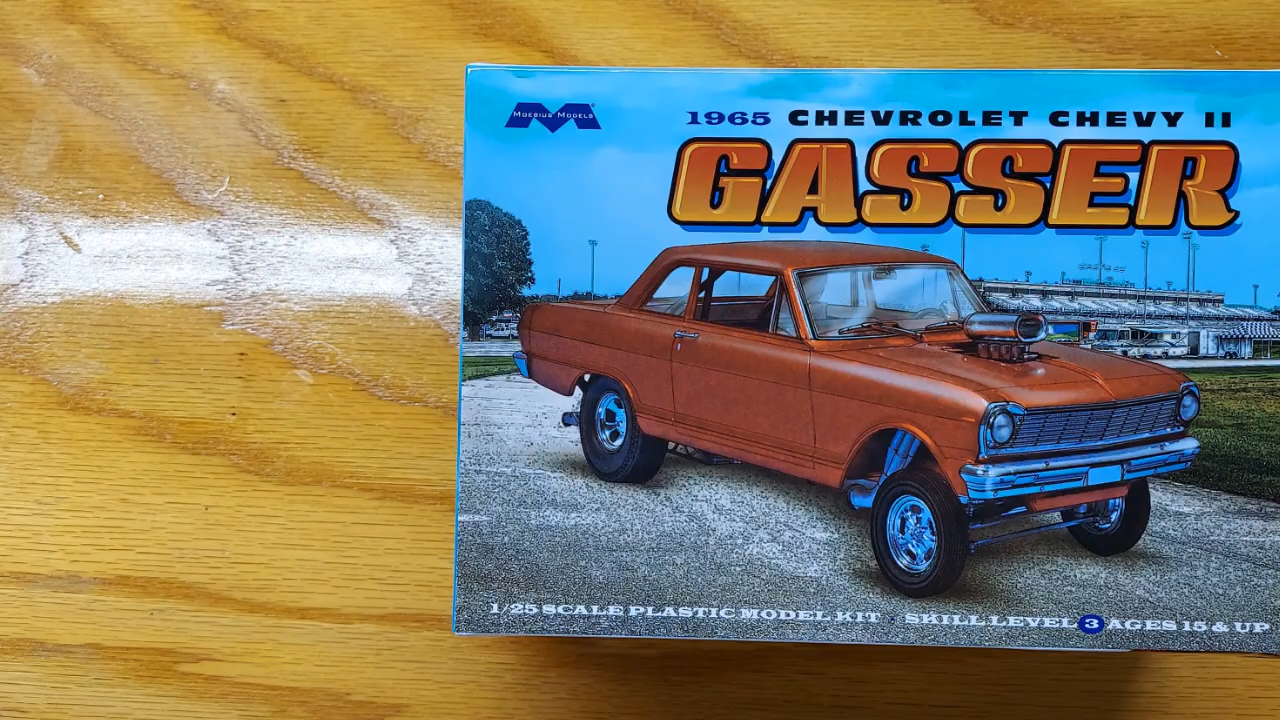 MOEBIUS MODELS
1965 CHEVROLET CHEVY II
GASSER
1/25 SCALE PLASTIC MODEL KIT · SKILL LEVEL 3 AGES 15 & UP